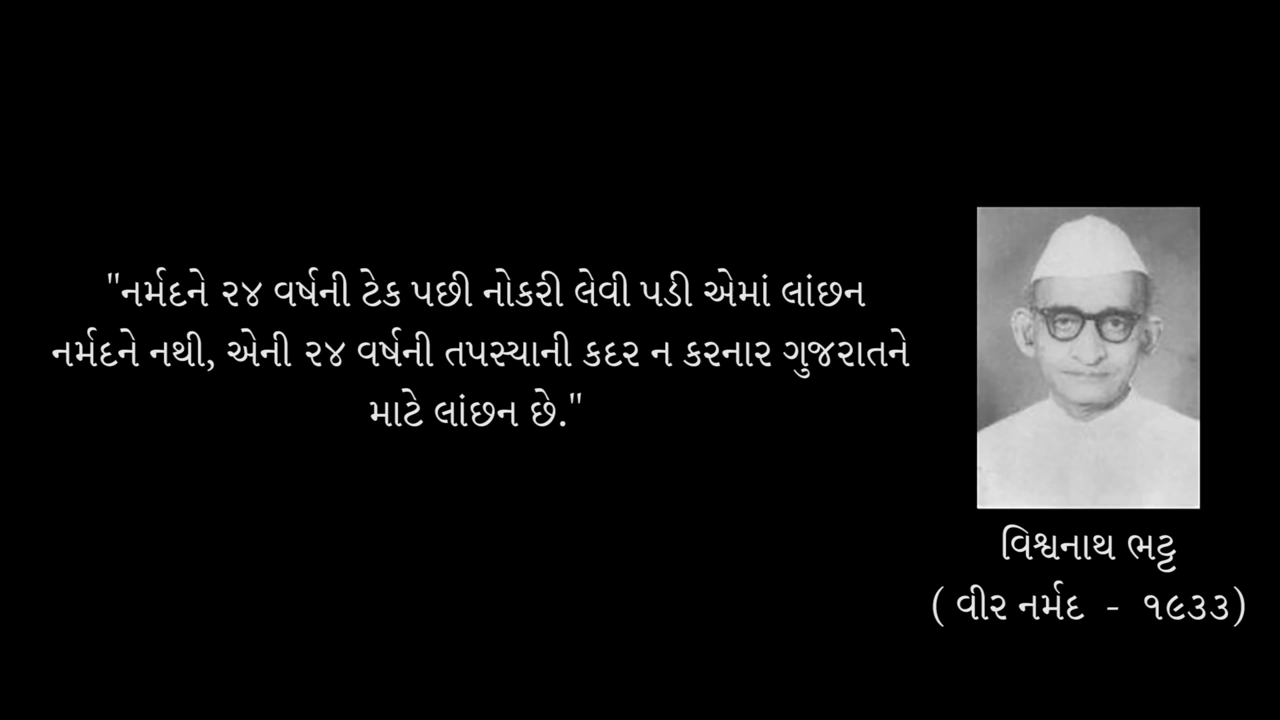 "નર્મદને ૨૪ વર્ષની ટેક પછી નોકરી લેવી પડી એમાં લાંછન
નર્મદને નથી, એની ૨૪ વર્ષની તપસ્યાની કદર ન કરનાર ગુજરાતને
માટે લાંછન છે."
વિશ્વનાથ ભટ્ટ
( વીર નર્મદ - ૧૯૩૩)